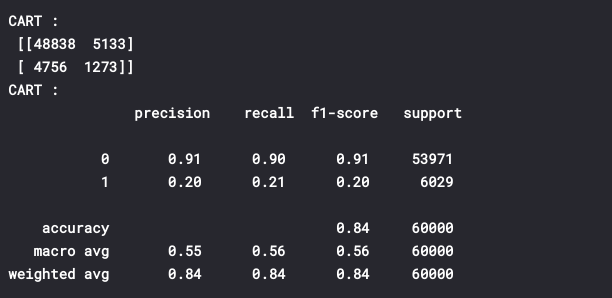 CART :
[[48838 5133]
[ 4756 1273]]
CART :
precision recall f1-score support
0 0.91 0.90 0.91 53971
1 0.20 0.21 0.20 6029
accuracy 0.84 60000
macro avg 0.55 0.56 0.56 60000
weighted avg 0.84 0.84 0.84 60000